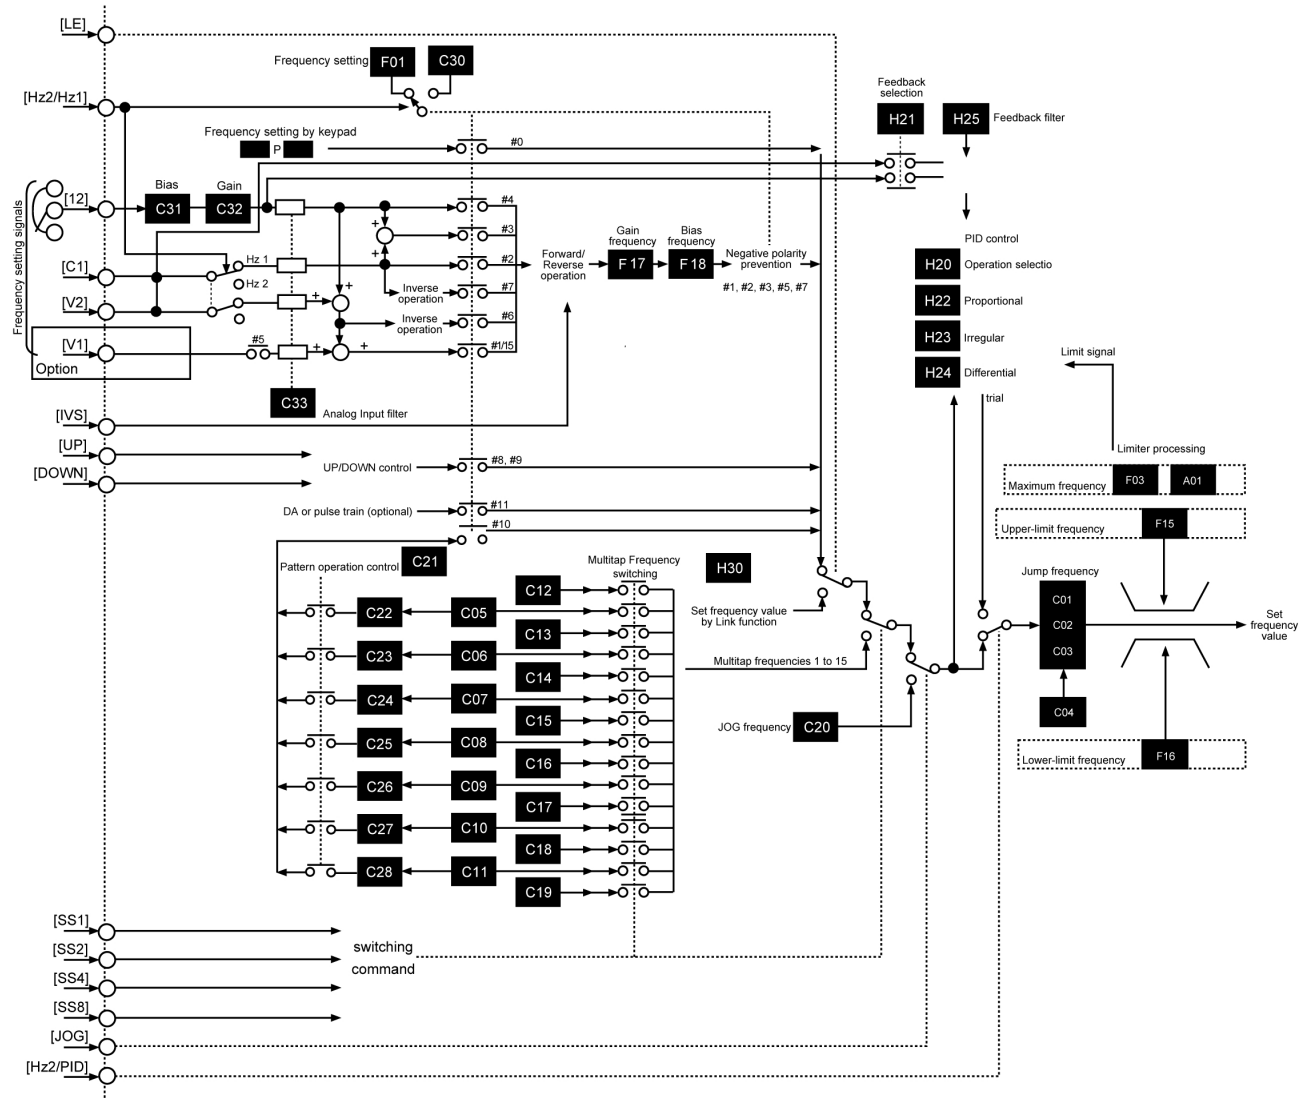 [LE]
Frequency setting
F01
C30
[Hz2/Hz1]
Feedback
selection
H21
H25
Feedback filter
Frequency setting by keypad
P
#0
Frequency setting signals
[12]
Bias
C31
Gain
C32
#4
+
#3
+
[C1]
Hz 1
Hz 2
#2
Forward/
Reverse
operation
Gain
frequency
F 17
Bias
frequency
F 18
Negative polarity
prevention
#1, #2, #3, #5, #7
PID control
H20
Operation selectio
H22
Proportional
H23
Irregular
H24
Differential
trial
Inverse
operation
#7
[V2]
+
+
Inverse
operation
#6
[V1]
Option
#5
+
+
#1/15
C33
Analog Input filter
Limit signal
[IVS]
[UP]
[DOWN]
UP/DOWN control
#8, #9
Limiter processing
Maximum frequency
F03
A01
DA or pulse train (optional)
#11
#10
Upper-limit frequency
F15
Pattern operation control
C21
Multitap Frequency
switching
H30
Jump frequency
C01
C02
C03
C04
Set
frequency
value
Set frequency value
by Link function
Multitap frequencies 1 to 15
JOG frequency
C20
Lower-limit frequency
F16
C12
C22
C05
C13
C23
C06
C14
C24
C07
C15
C25
C08
C16
C26
C09
C17
C27
C10
C18
C28
C11
C19
[SS1]
[SS2]
[SS4]
[SS8]
switching
command
[JOG]
[Hz2/PID]